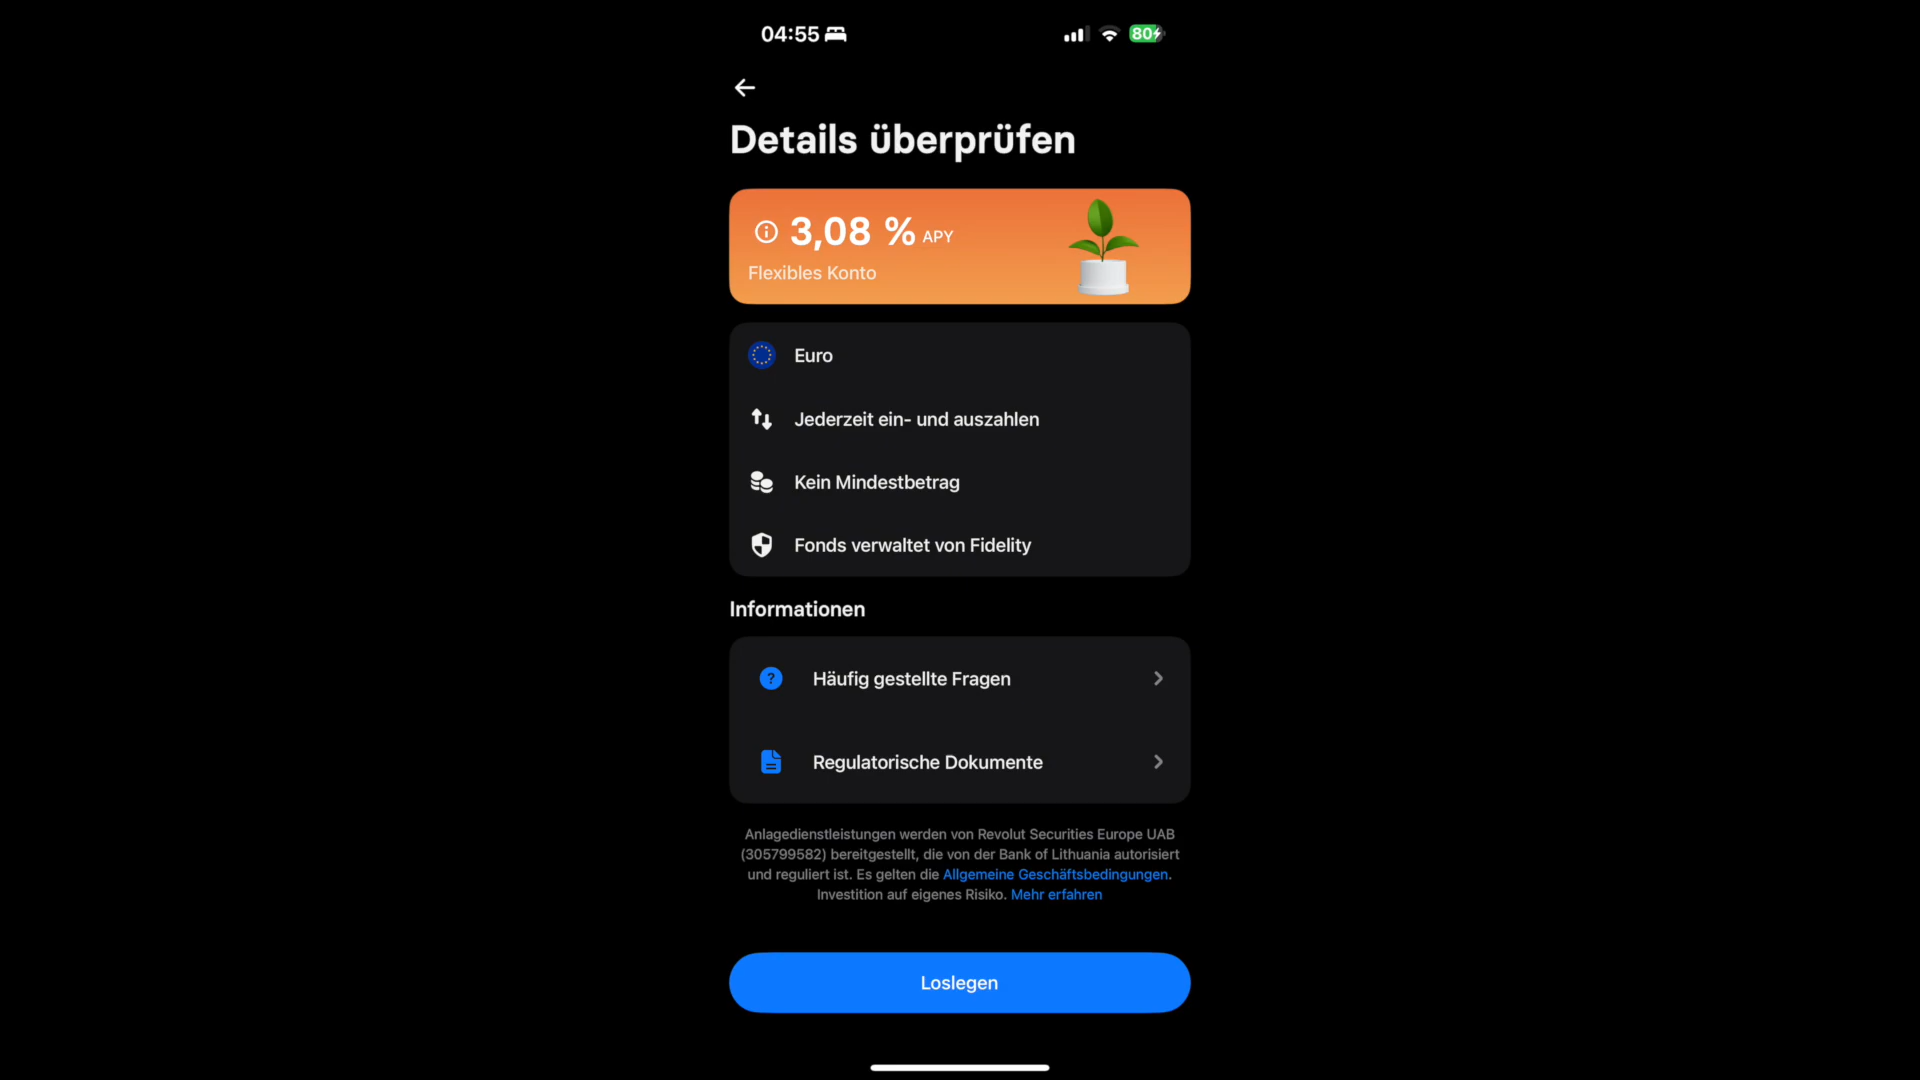 04:55
80
Details überprüfen
3,08 % APY
Flexibles Konto
Euro
Jederzeit ein- und auszahlen
Kein Mindestbetrag
Fonds verwaltet von Fidelity
Informationen
Häufig gestellte Fragen
Regulatorische Dokumente
Anlagedienstleistungen werden von Revolut Securities Europe UAB
(305799582) bereitgestellt, die von der Bank of Lithuania autorisiert
und reguliert ist. Es gelten die Allgemeine Geschäftsbedingungen.
Investition auf eigenes Risiko. Mehr erfahren
Loslegen